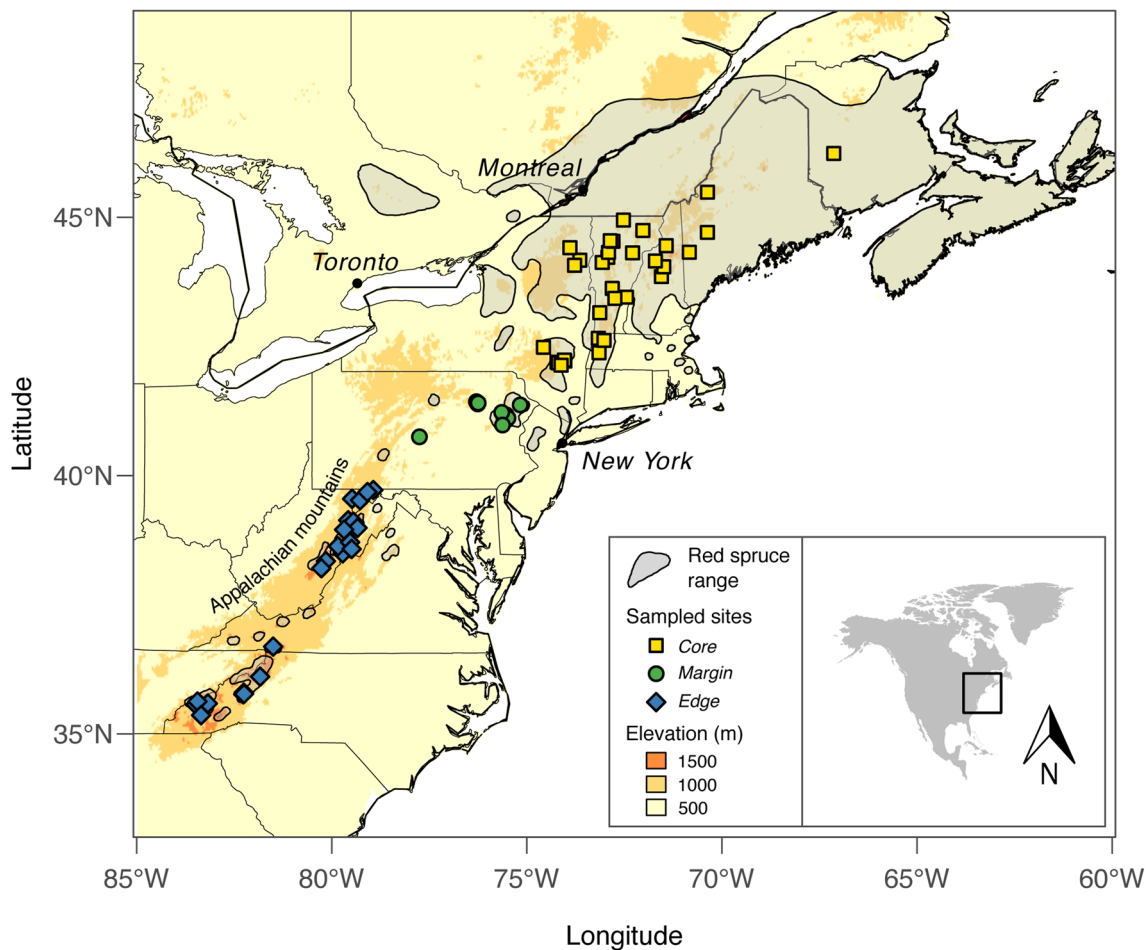 Montreal
45°N
Toronto
Latitude
New York
40°N
Appalachian mountains
Red spruce
range
Sampled sites
Core
Margin
Edge
Elevation (m)
1500
1000
500
N
35°N
85°W 80°W 75°W 70°W 65°W 60°W
Longitude